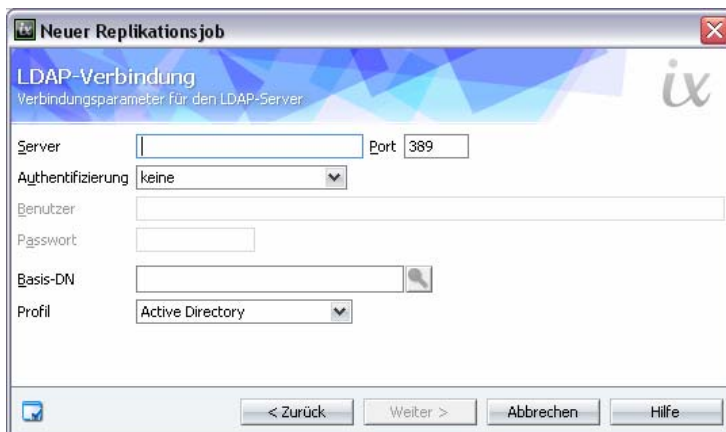 ix Neuer Replikationsjob
LDAP-Verbindung
Verbindungsparameter für den LDAP-Server
ix
Server Port 389
Authentifizierung keine
Benutzer
Passwort
Basis-DN
Profil Active Directory
< Zurück Weiter > Abbrechen Hilfe